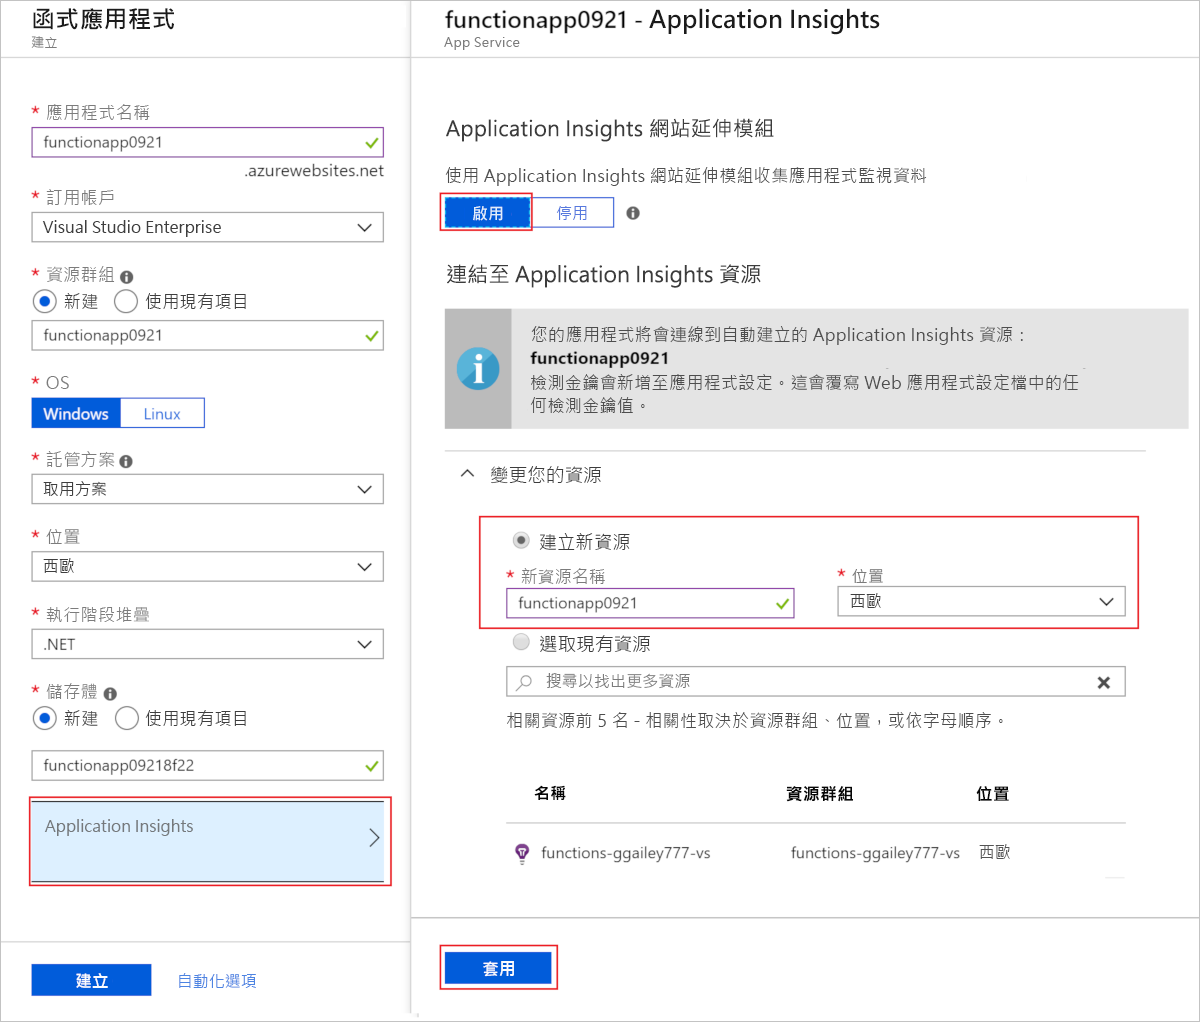 函式應用程式
建立
* 應用程式名稱
functionapp0921
.azurewebsites.net
* 訂用帳戶
Visual Studio Enterprise
* 資源群組
新建 使用現有項目
functionapp0921
* OS
Windows Linux
* 託管方案
取用方案
* 位置
西歐
* 執行階段堆疊
.NET
* 儲存體
新建 使用現有項目
functionapp09218f22
Application Insights
建立 自動化選項
functionapp0921 - Application Insights
App Service
Application Insights 網站延伸模組
使用 Application Insights 網站延伸模組收集應用程式監視資料
啟用 停用
連結至 Application Insights 資源
您的應用程式將會連線到自動建立的 Application Insights 資源：
functionapp0921
檢測金鑰會新增至應用程式設定。這會覆寫 Web 應用程式設定檔中的任
何檢測金鑰值。
變更您的資源
建立新資源
* 新資源名稱 * 位置
functionapp0921 西歐
選取現有資源
搜尋以找出更多資源
相關資源前 5 名 - 相關性取決於資源群組、位置，或依字母順序。
名稱 資源群組 位置
functions-ggailey777-vs functions-ggailey777-vs 西歐
套用